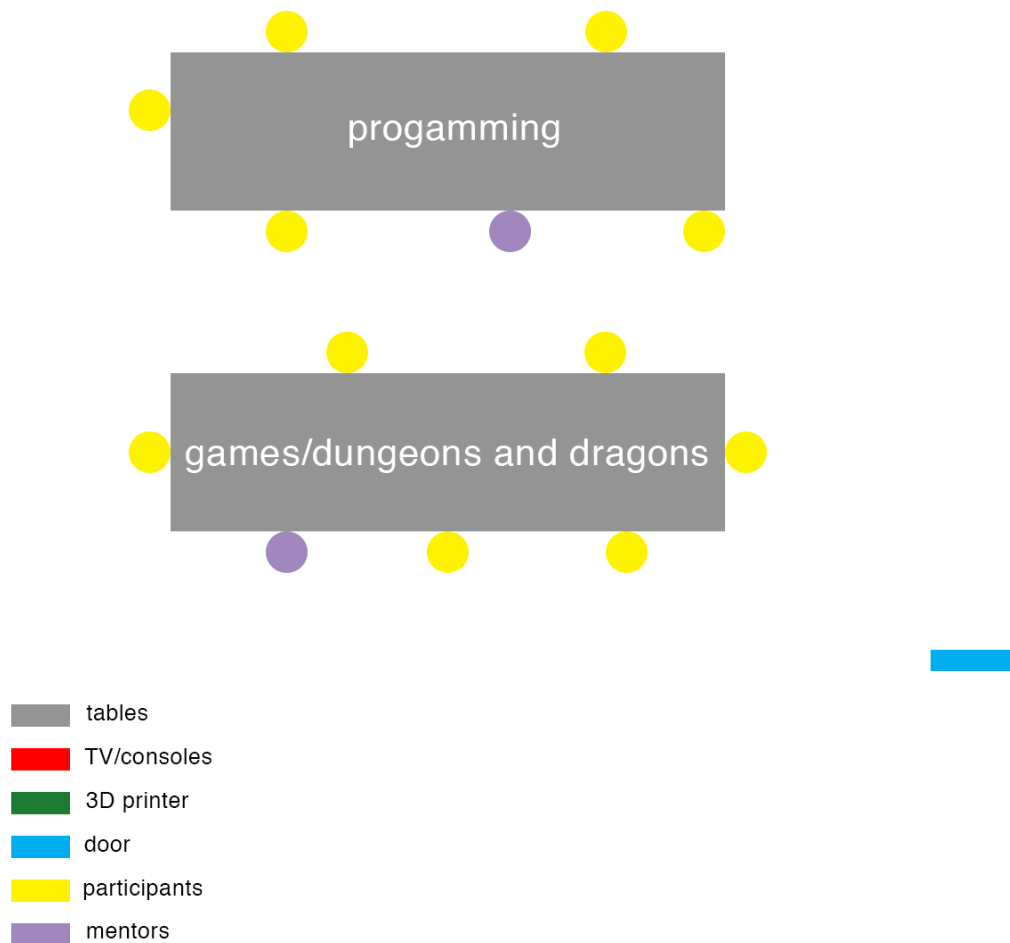 progamming
games/dungeons and dragons
tables
TV/consoles
3D printer
door
participants
mentors